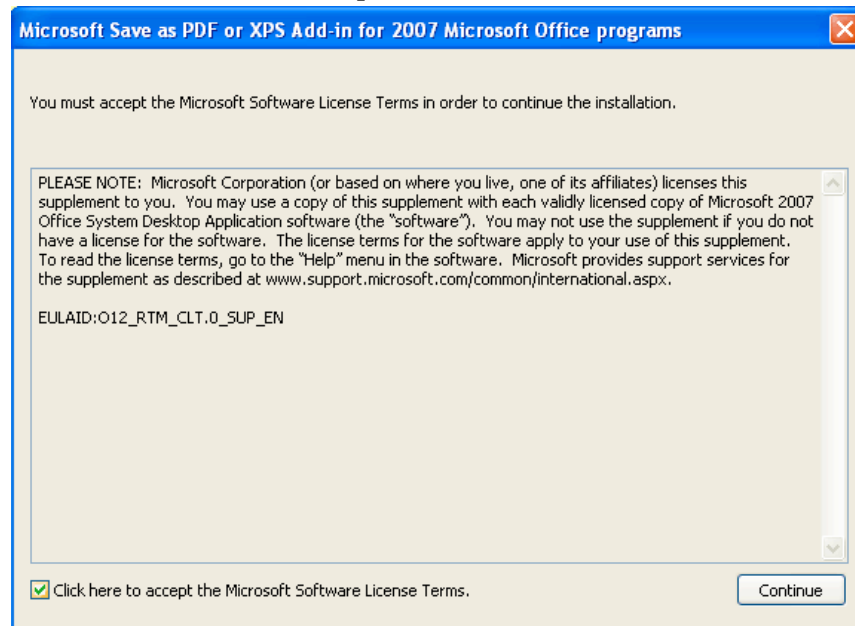 Microsoft Save as PDF or XPS Add-in for 2007 Microsoft Office programs
You must accept the Microsoft Software License Terms in order to continue the installation.
PLEASE NOTE:  Microsoft Corporation (or based on where you live, one of its affiliates) licenses this
supplement to you.  You may use a copy of this supplement with each validly licensed copy of Microsoft 2007
Office System Desktop Application software (the “software”).  You may not use the supplement if you do not
have a license for the software.  The license terms for the software apply to your use of this supplement.
To read the license terms, go to the “Help” menu in the software.  Microsoft provides support services for
the supplement as described at www.support.microsoft.com/common/international.aspx.
EULAID:O12_RTM_CLT.0_SUP_EN
Click here to accept the Microsoft Software License Terms.
Continue